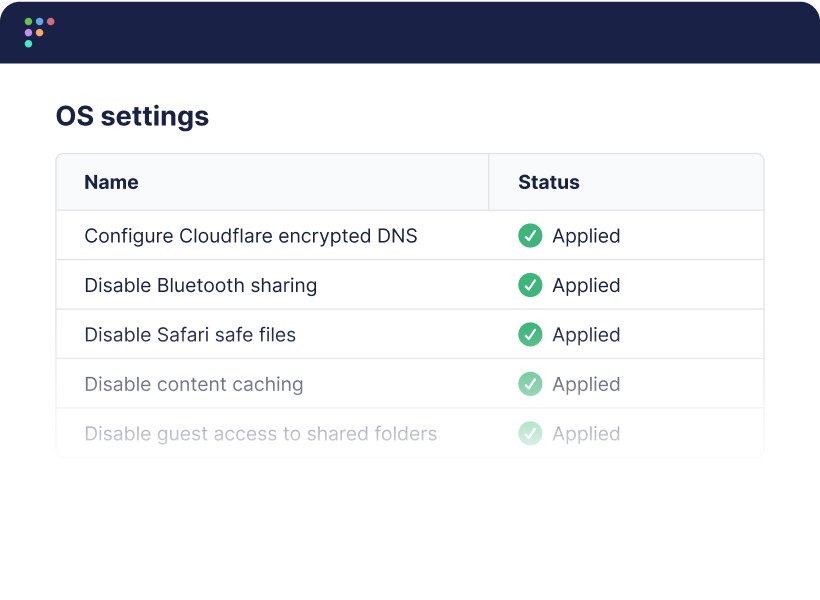 OS settings
Name Status
Configure Cloudflare encrypted DNS Applied
Disable Bluetooth sharing Applied
Disable Safari safe files Applied
Disable content caching Applied
Disable guest access to shared folders Applied